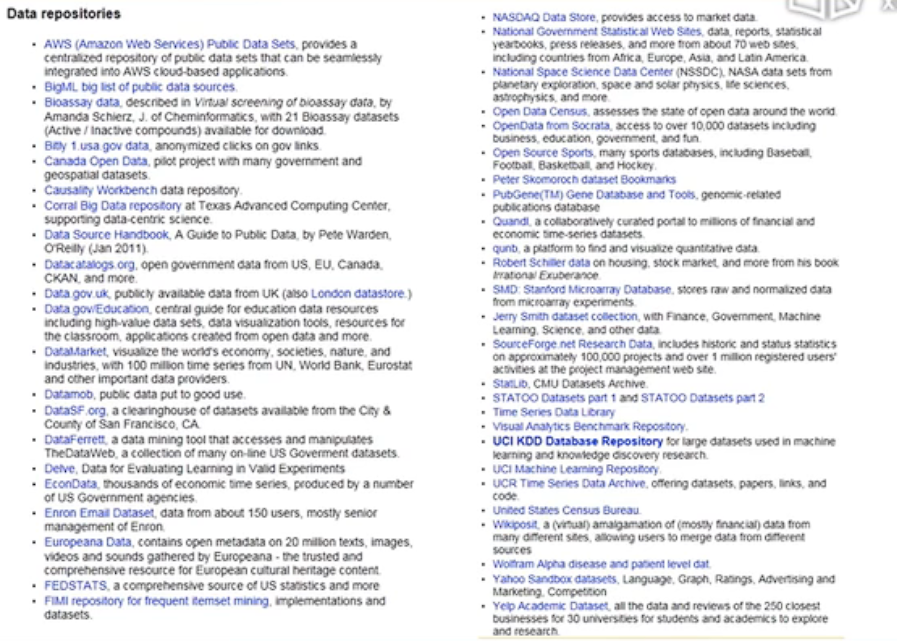 Data repositories
• AWS (Amazon Web Services) Public Data Sets, provides a
centralized repository of public data sets that can be seamlessly
integrated into AWS cloud-based applications.
• BigML big list of public data sources.
• Bioassay data, described in Virtual screening of bioassay data, by
Amanda Schierz, J. of Cheminformatics, with 21 Bioassay datasets
(Active / Inactive compounds) available for download.
• Bitly 1.usa.gov data, anonymized clicks on gov links.
• Canada Open Data, pilot project with many government and
geospatial datasets.
• Causality Workbench data repository.
• Corral Big Data repository at Texas Advanced Computing Center,
supporting data-centric science.
• Data Source Handbook, A Guide to Public Data, by Pete Warden,
O'Reilly (Jan 2011).
• Datacatalogs.org, open government data from US, EU, Canada,
CKAN, and more.
• Data.gov.uk, publicly available data from UK (also London datastore.)
• Data.gov/Education, central guide for education data resources
including high-value data sets, data visualization tools, resources for
the classroom, applications created from open data and more.
• DataMarket, visualize the world's economy, societies, nature, and
industries, with 100 million time series from UN, World Bank, Eurostat
and other important data providers.
• Datamob, public data put to good use.
• DataSF.org, a clearinghouse of datasets available from the City &
County of San Francisco, CA.
• DataFerrett, a data mining tool that accesses and manipulates
TheDataWeb, a collection of many on-line US Goverment datasets.
• Delve, Data for Evaluating Learning in Valid Experiments
• EconData, thousands of economic time series, produced by a number
of US Government agencies.
• Enron Email Dataset, data from about 150 users, mostly senior
management of Enron.
• Europeana Data, contains open metadata on 20 million texts, images,
videos and sounds gathered by Europeana - the trusted and
comprehensive resource for European cultural heritage content.
• FEDSTATS, a comprehensive source of US statistics and more
• FIMI repository for frequent itemset mining, implementations and
datasets.
• NASDAQ Data Store, provides access to market data.
• National Government Statistical Web Sites, data, reports, statistical
yearbooks, press releases, and more from about 70 web sites,
including countries from Africa, Europe, Asia, and Latin America.
• National Space Science Data Center (NSSDC), NASA data sets from
planetary exploration, space and solar physics, life sciences,
astrophysics, and more.
• Open Data Census, assesses the state of open data around the world.
• OpenData from Socrata, access to over 10,000 datasets including
business, education, government, and fun.
• Open Source Sports, many sports databases, including Baseball,
Football, Basketball, and Hockey.
• Peter Skomoroch dataset Bookmarks
• PubGene(TM) Gene Database and Tools, genomic-related
publications database
• Quandl, a collaboratively curated portal to millions of financial and
economic time-series datasets.
• qunb, a platform to find and visualize quantitative data.
• Robert Schiller data on housing, stock market, and more from his book
Irrational Exuberance.
• SMD: Stanford Microarray Database, stores raw and normalized data
from microarray experiments.
• Jerry Smith dataset collection, with Finance, Government, Machine
Learning, Science, and other data.
• SourceForge.net Research Data, includes historic and status statistics
on approximately 100,000 projects and over 1 million registered users'
activities at the project management web site.
• StatLib, CMU Datasets Archive.
• STATOO Datasets part 1 and STATOO Datasets part 2
• Time Series Data Library
• Visual Analytics Benchmark Repository.
• UCI KDD Database Repository for large datasets used in machine
learning and knowledge discovery research.
• UCI Machine Learning Repository.
• UCR Time Series Data Archive, offering datasets, papers, links, and
code.
• United States Census Bureau.
• Wikiposit, a (virtual) amalgamation of (mostly financial) data from
many different sites, allowing users to merge data from different
sources
• Wolfram Alpha disease and patient level dat.
• Yahoo Sandbox datasets, Language, Graph, Ratings, Advertising and
Marketing, Competition
• Yelp Academic Dataset, all the data and reviews of the 250 closest
businesses for 30 universities for students and academics to explore
and research.